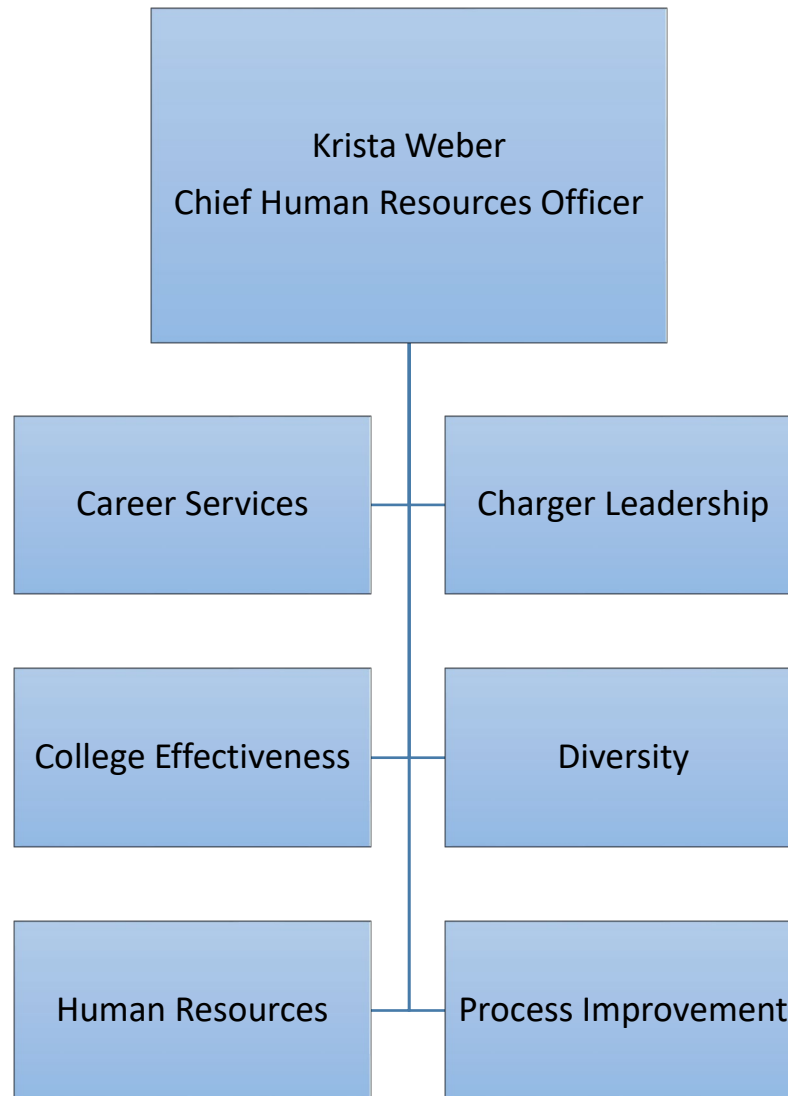 Krista Weber
Chief Human Resources Officer
Career Services
Charger Leadership
College Effectiveness
Diversity
Human Resources
Process Improvement